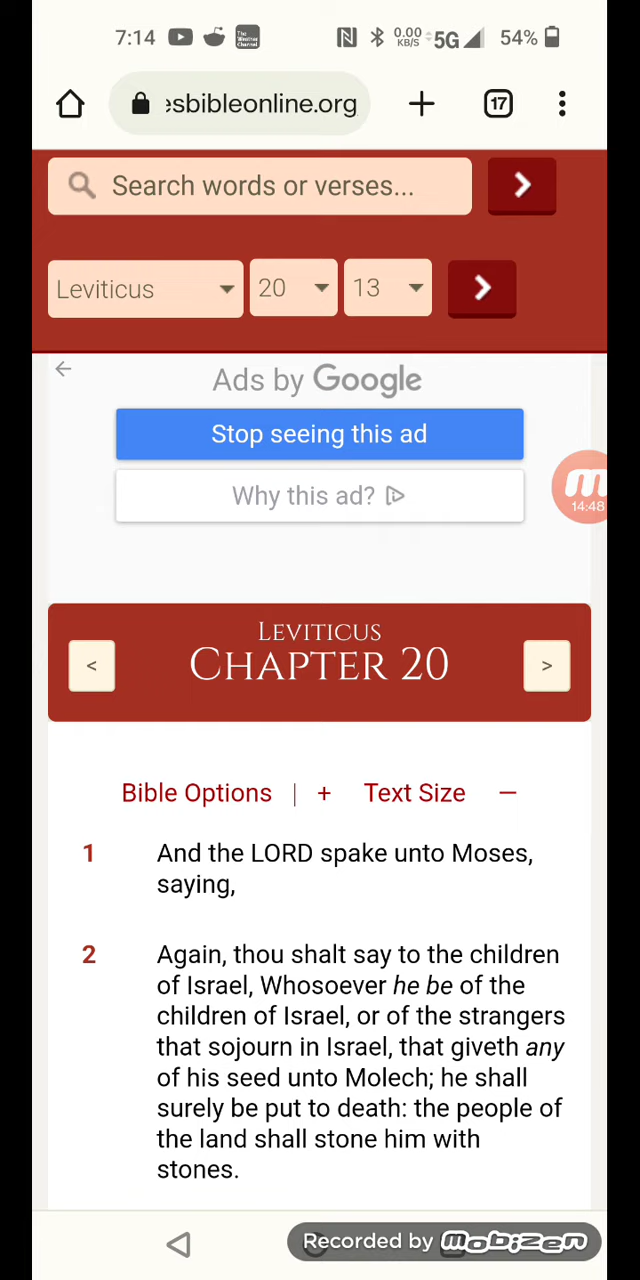 7:14 The Weather Channel 0.00 KB/S 5G 54%
esbibleonline.org + 17
Search words or verses... >
Leviticus 20 13 >
Ads by Google
Stop seeing this ad
Why this ad?
m
14:48
LEVITICUS
< CHAPTER 20 >
Bible Options | + Text Size −
1 And the LORD spake unto Moses,
saying,
2 Again, thou shalt say to the children
of Israel, Whosoever he be of the
children of Israel, or of the strangers
that sojourn in Israel, that giveth any
of his seed unto Molech; he shall
surely be put to death: the people of
the land shall stone him with
stones.
Recorded by mobizen